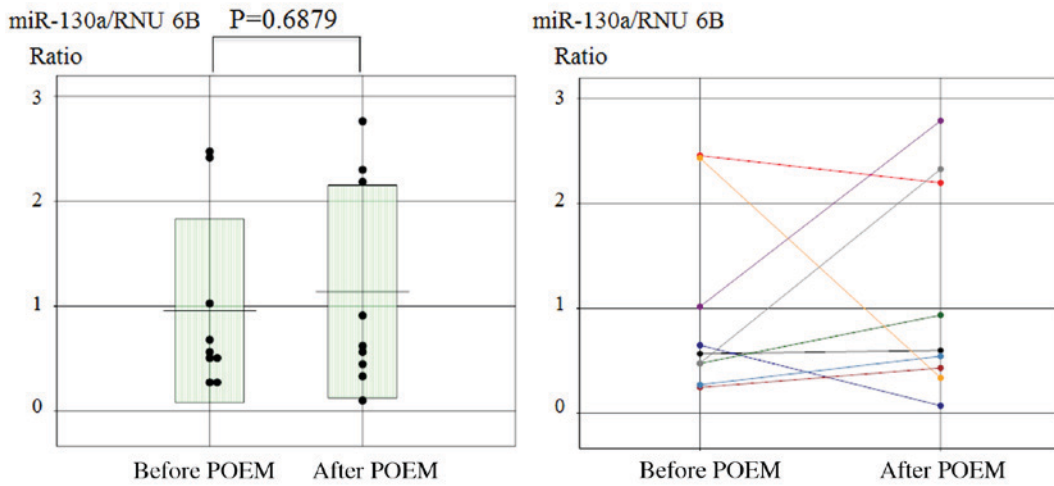 miR-130a/RNU 6B P=0.6879
Ratio
3
2
1
0
Before POEM After POEM
miR-130a/RNU 6B
Ratio
3
2
1
0
Before POEM After POEM